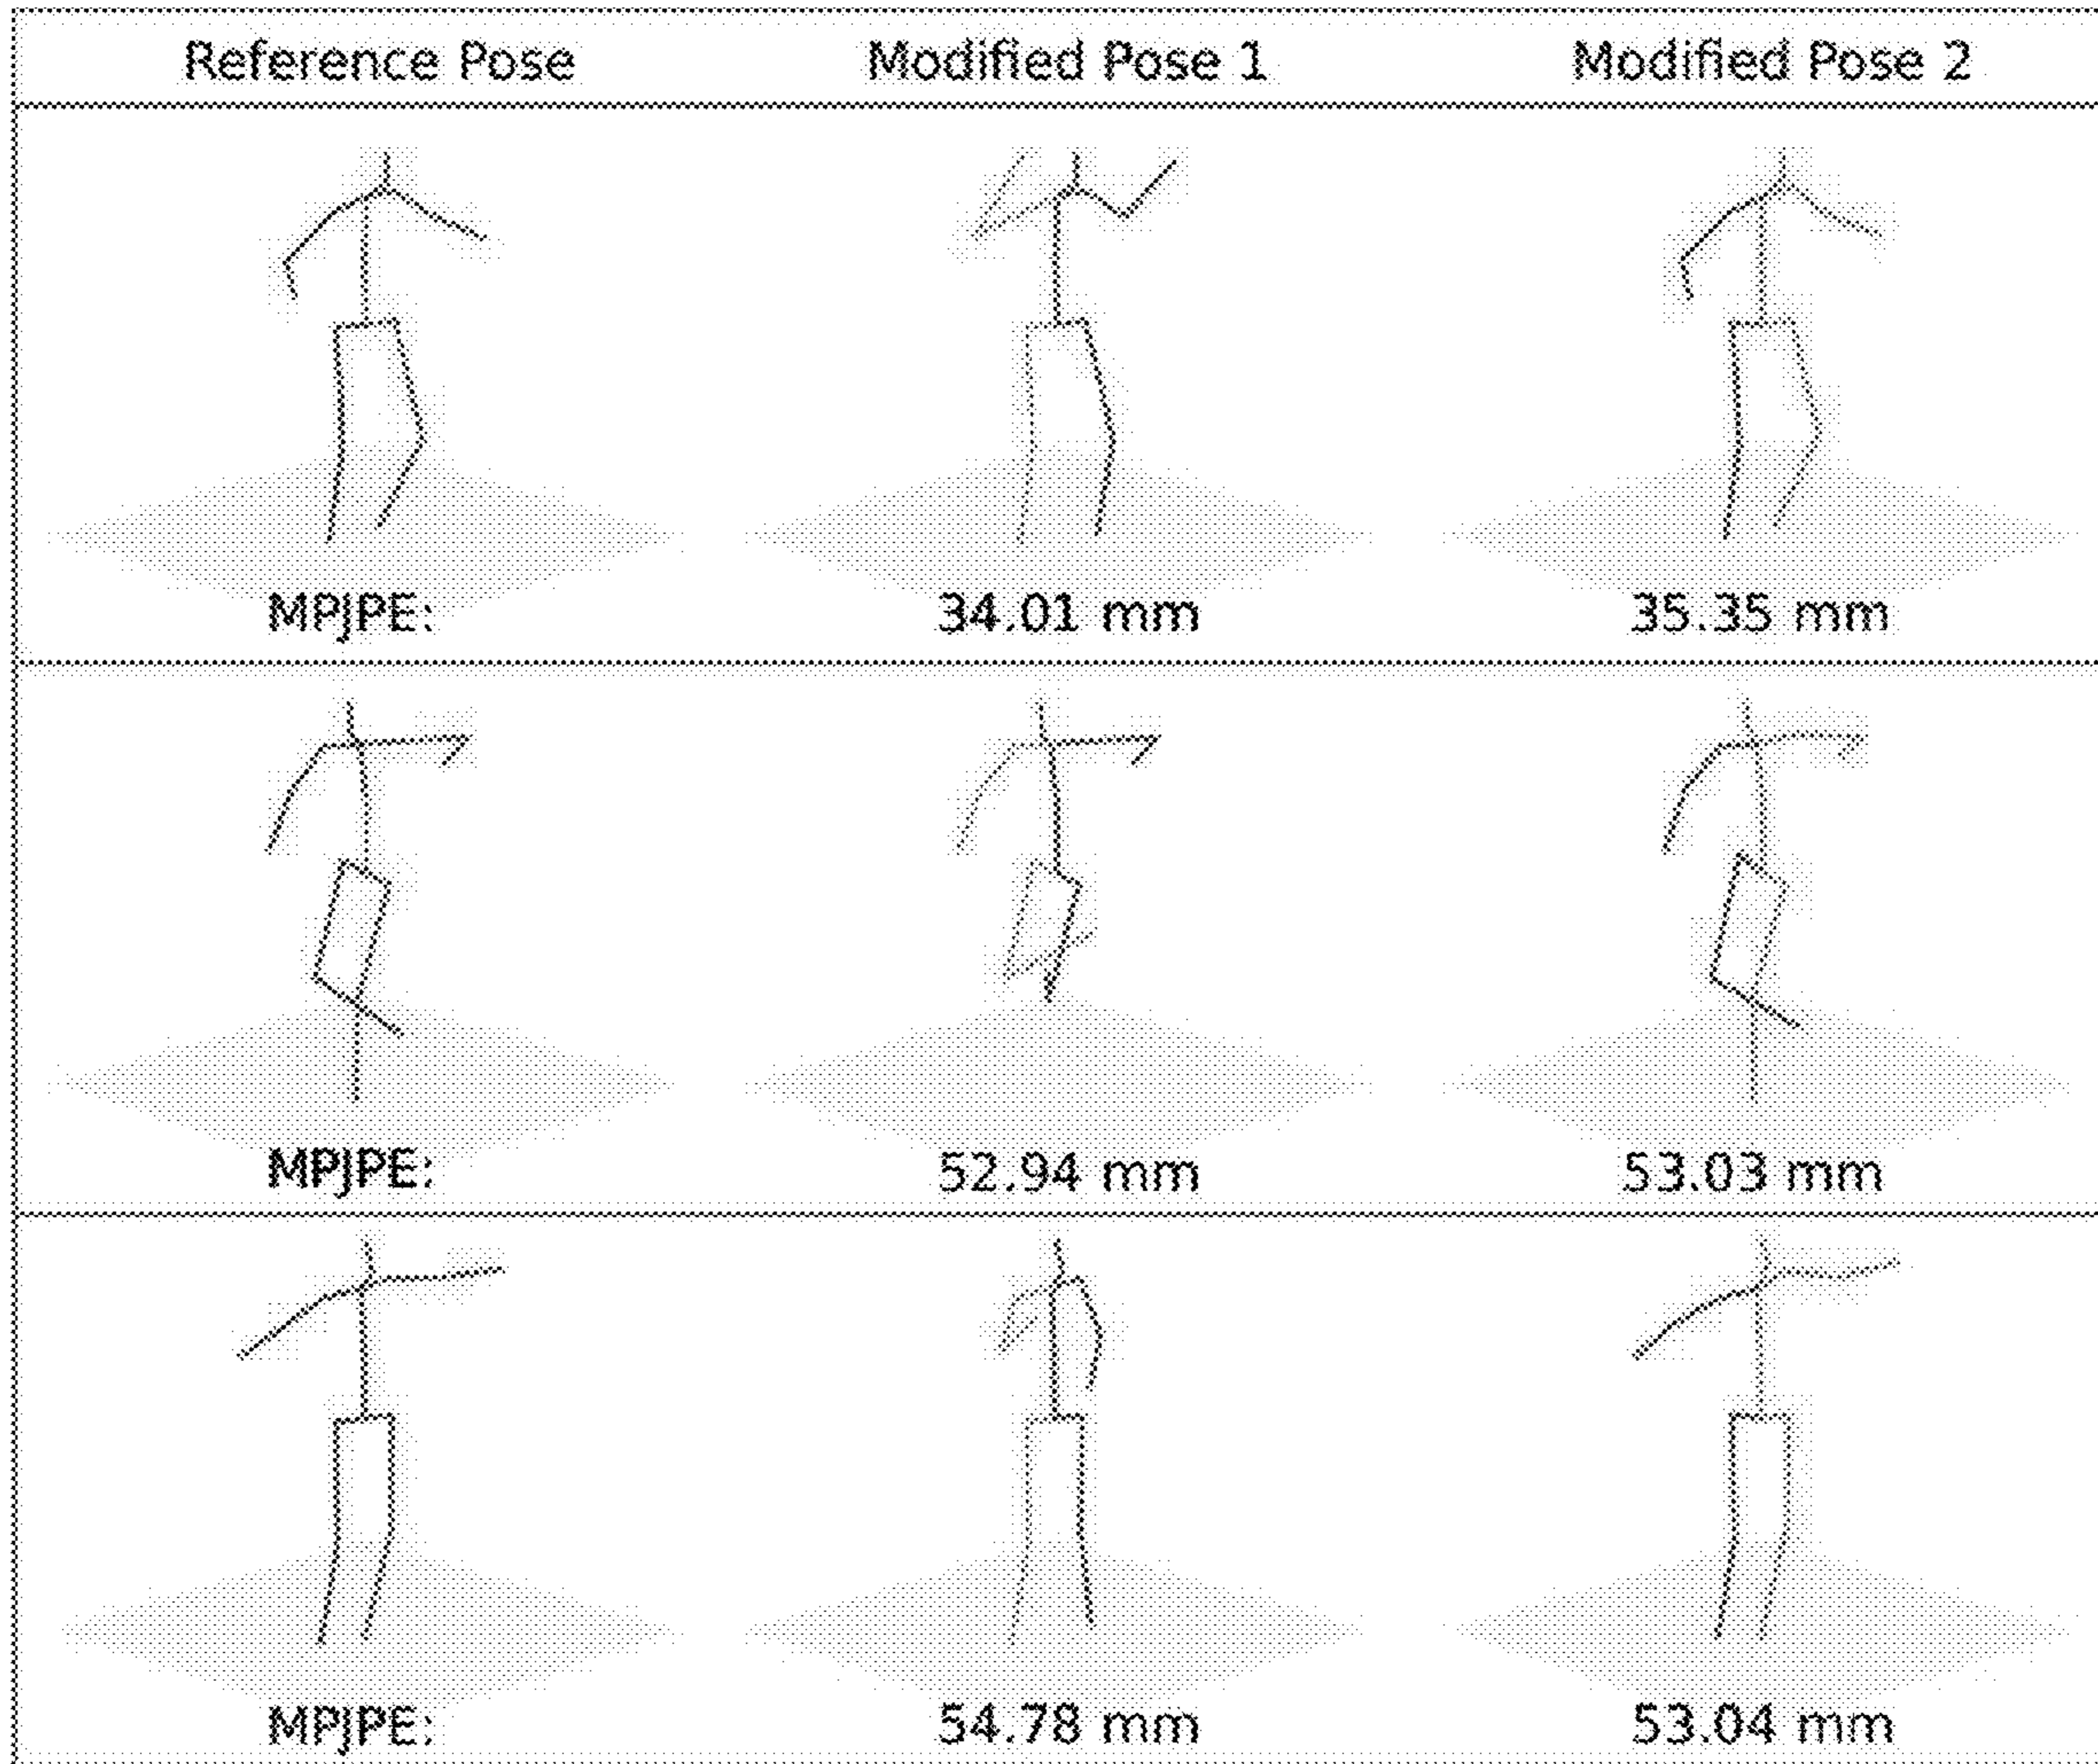 Reference Pose Modified Pose 1 Modified Pose 2
MPJPE: 34.01 mm 35.35 mm
MPJPE: 52.94 mm 53.03 mm
MPJPE: 54.78 mm 53.04 mm